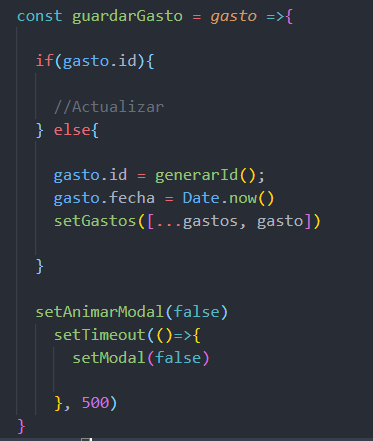 const guardarGasto = gasto =>{
if(gasto.id){
//Actualizar
} else{
gasto.id = generarId();
gasto.fecha = Date.now()
setGastos([...gastos, gasto])
}
setAnimarModal(false)
setTimeout(()=>{
setModal(false)
}, 500)
}